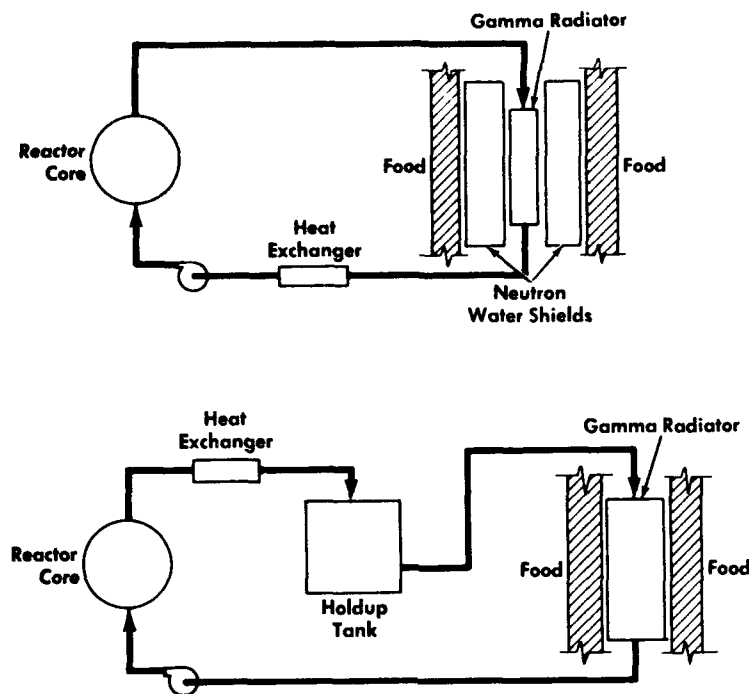 Gamma Radiator
Reactor
Core
Food
Food
Heat
Exchanger
Neutron
Water Shields
Heat
Exchanger
Gamma Radiator
Reactor
Core
Holdup
Tank
Food
Food